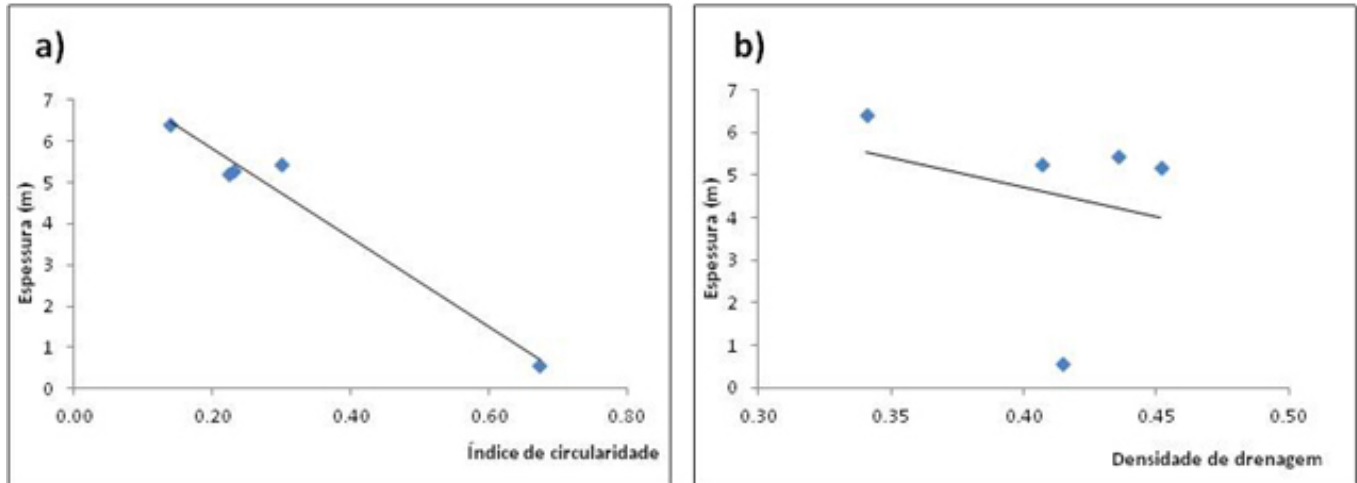 a)
7
6
5
4
3
2
1
0
Espessura (m)
0.00 0.20 0.40 0.60 0.80
Índice de circularidade
b)
7
6
5
4
3
2
1
0
Espessura (m)
0.30 0.35 0.40 0.45 0.50
Densidade de drenagem